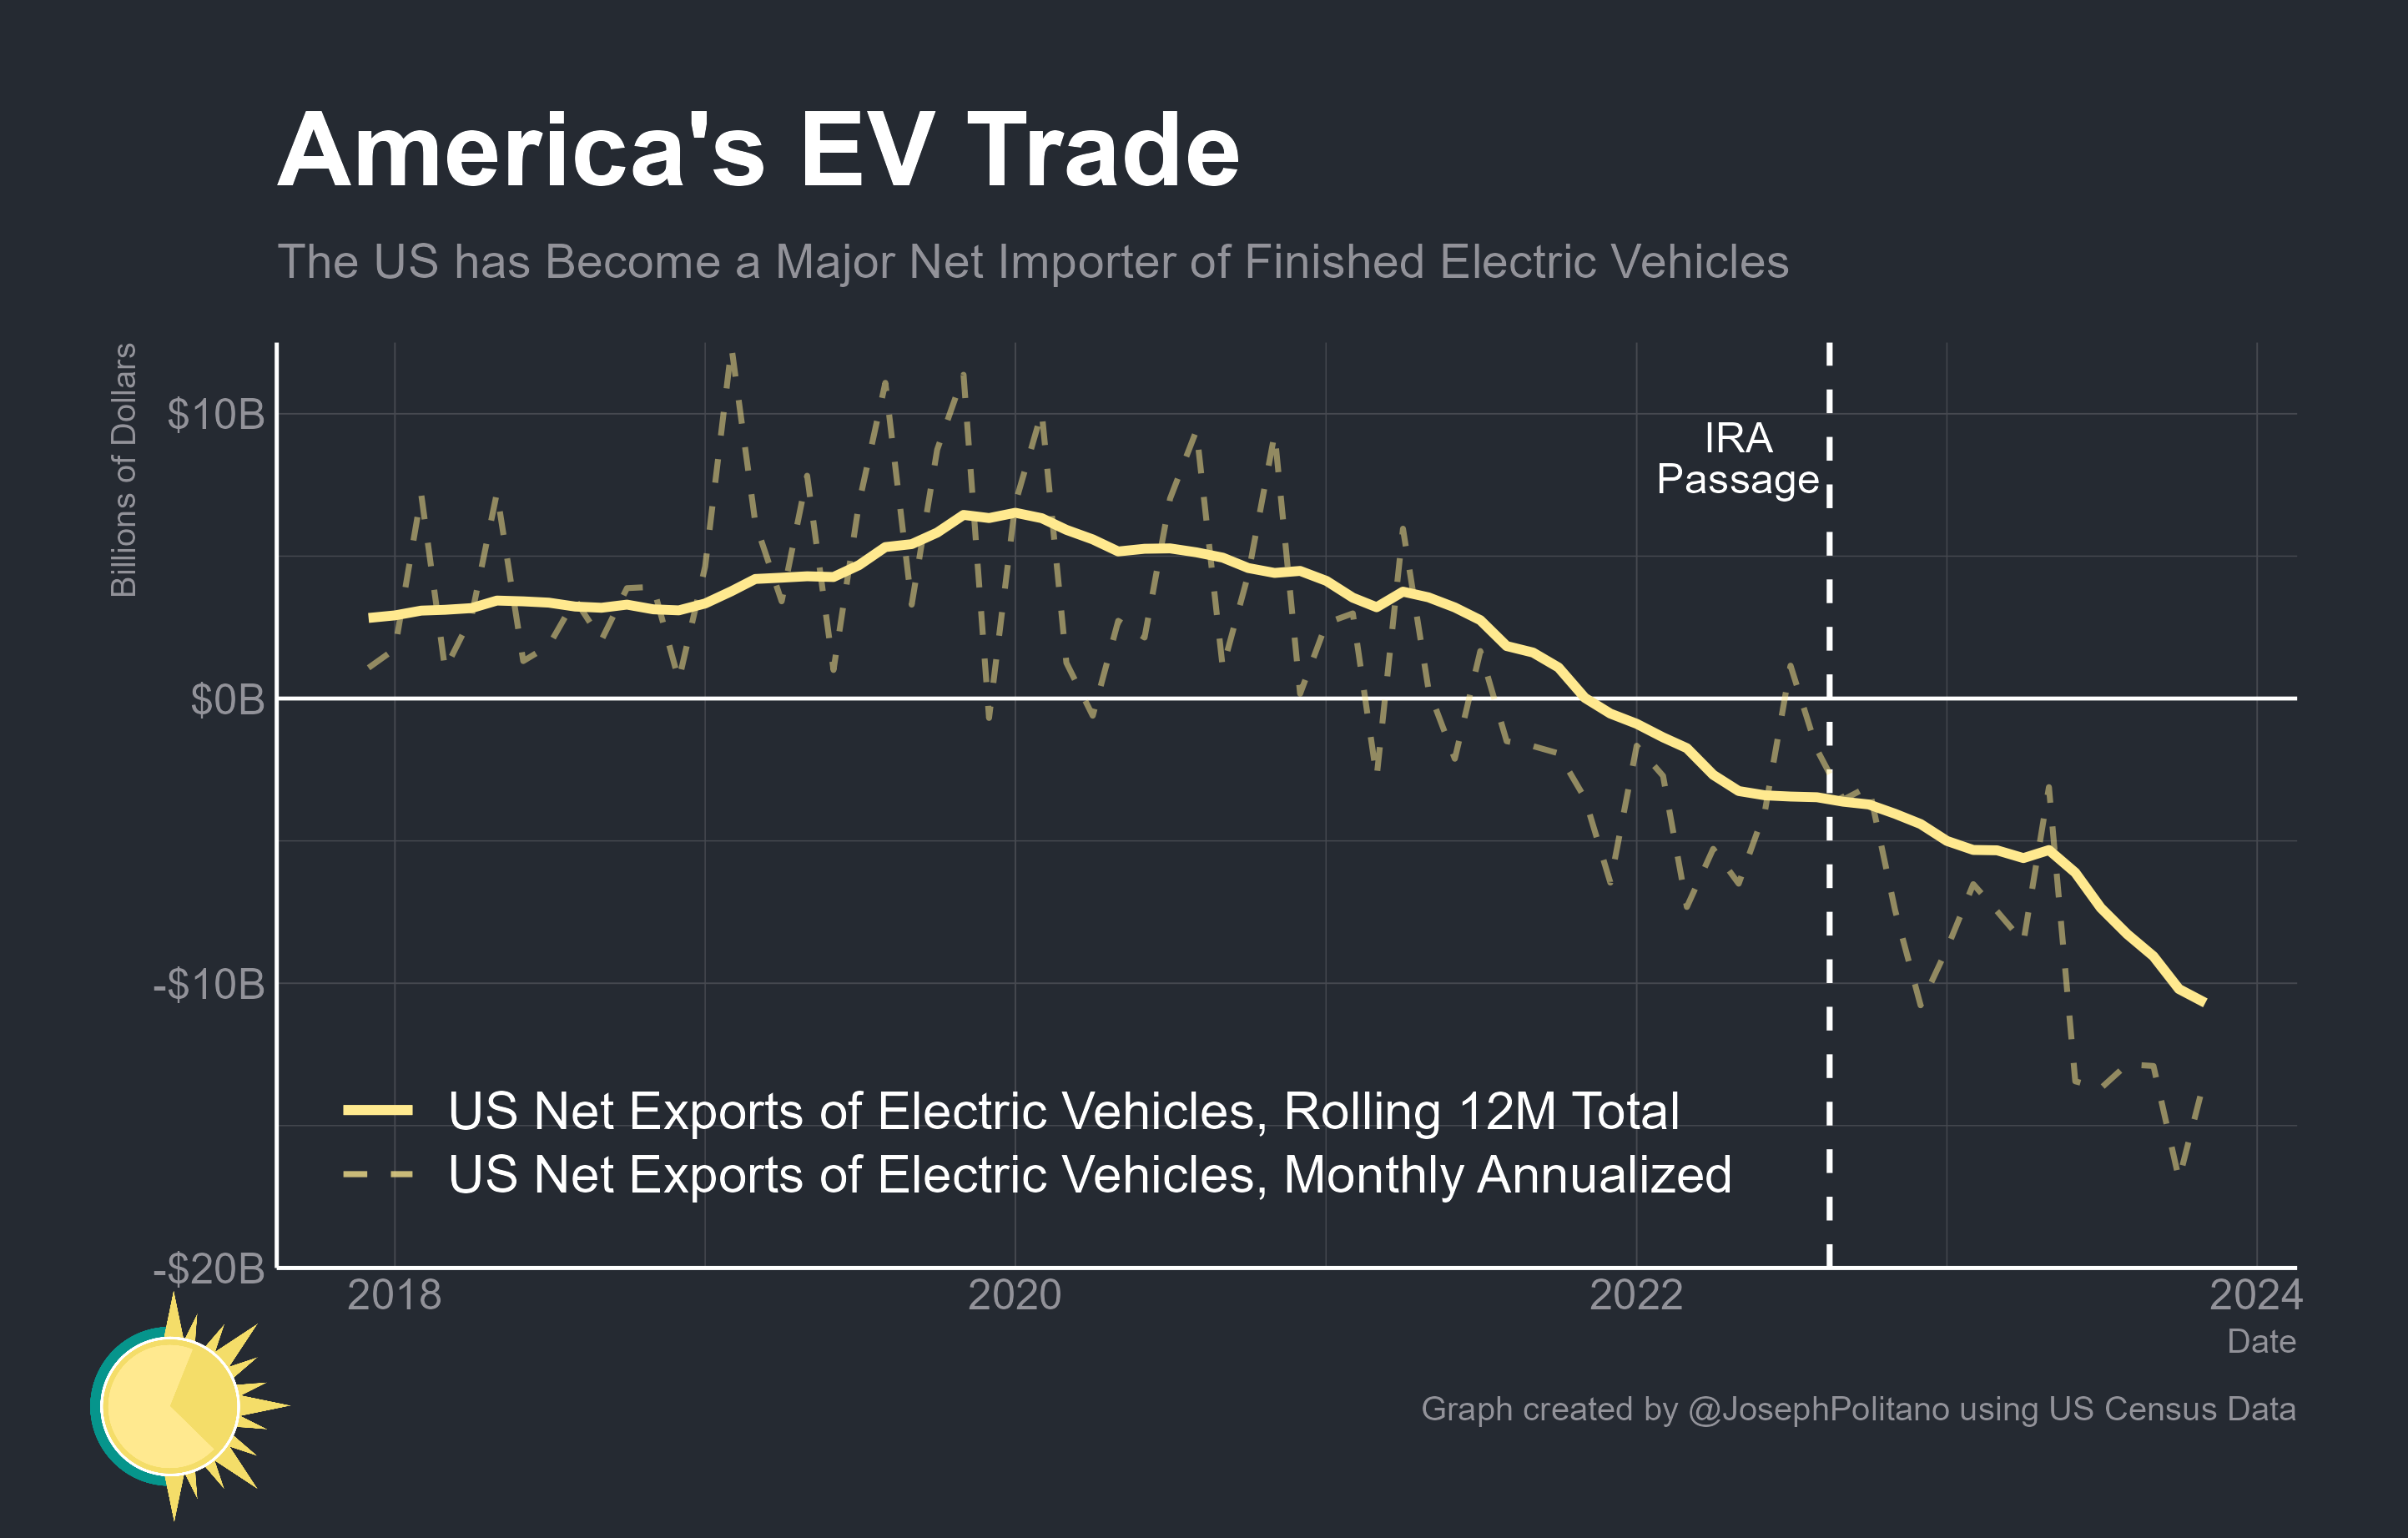 America's EV Trade
The US has Become a Major Net Importer of Finished Electric Vehicles
Billions of Dollars
$10B
$0B
-$10B
-$20B
IRA
Passage
US Net Exports of Electric Vehicles, Rolling 12M Total
US Net Exports of Electric Vehicles, Monthly Annualized
2018
2020
2022
2024
Date
Graph created by @JosephPolitano using US Census Data